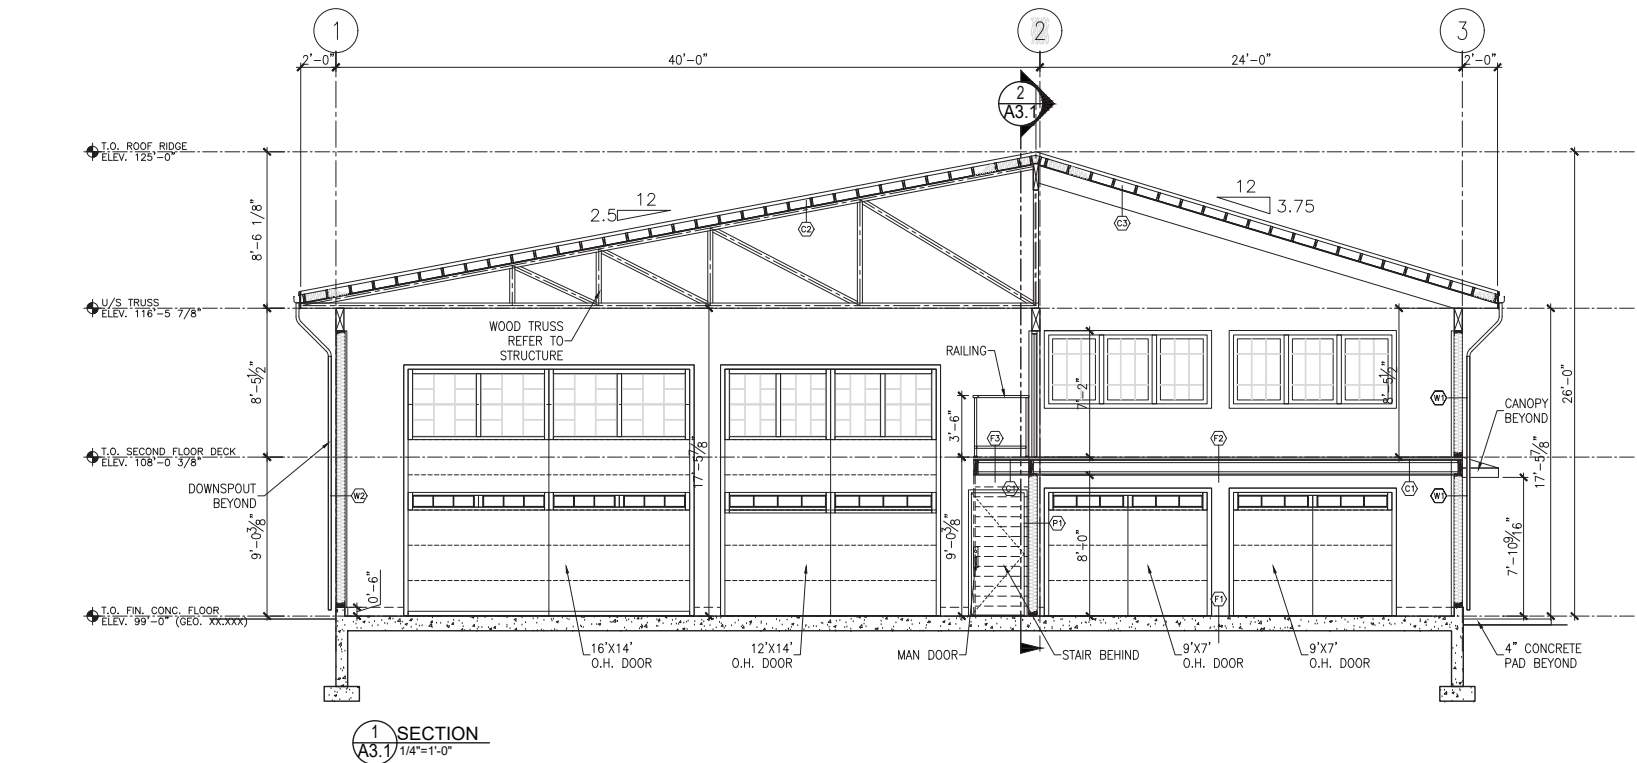 1
2
3
2'-0"
40'-0"
24'-0"
2'-0"
2
A3.1
T.O. ROOF RIDGE
ELEV. 125'-0"
12
2.5
12
3.75
C2
C3
8'-6 1/8"
U/S TRUSS
ELEV. 116'-5 7/8"
WOOD TRUSS
REFER TO
STRUCTURE
RAILING
8'-5½"
3'-6"
7'-2"
8'-5½"
W1
CANOPY
BEYOND
26'-0"
17'-5⅞"
17'-5⅞"
F3
F2
T.O. SECOND FLOOR DECK
ELEV. 108'-0 3/8"
DOWNSPOUT
BEYOND
W2
C1
C1
W1
P1
9'-0⅜"
9'-0⅜"
8'-0"
7'-10 9/16"
0'-6"
F1
T.O. FIN. CONC. FLOOR
ELEV. 99'-0" (GEO. XX.XXX)
16'X14'
O.H. DOOR
12'X14'
O.H. DOOR
MAN DOOR
STAIR BEHIND
9'X7'
O.H. DOOR
9'X7'
O.H. DOOR
4" CONCRETE
PAD BEYOND
1
A3.1
SECTION
1/4"=1'-0"